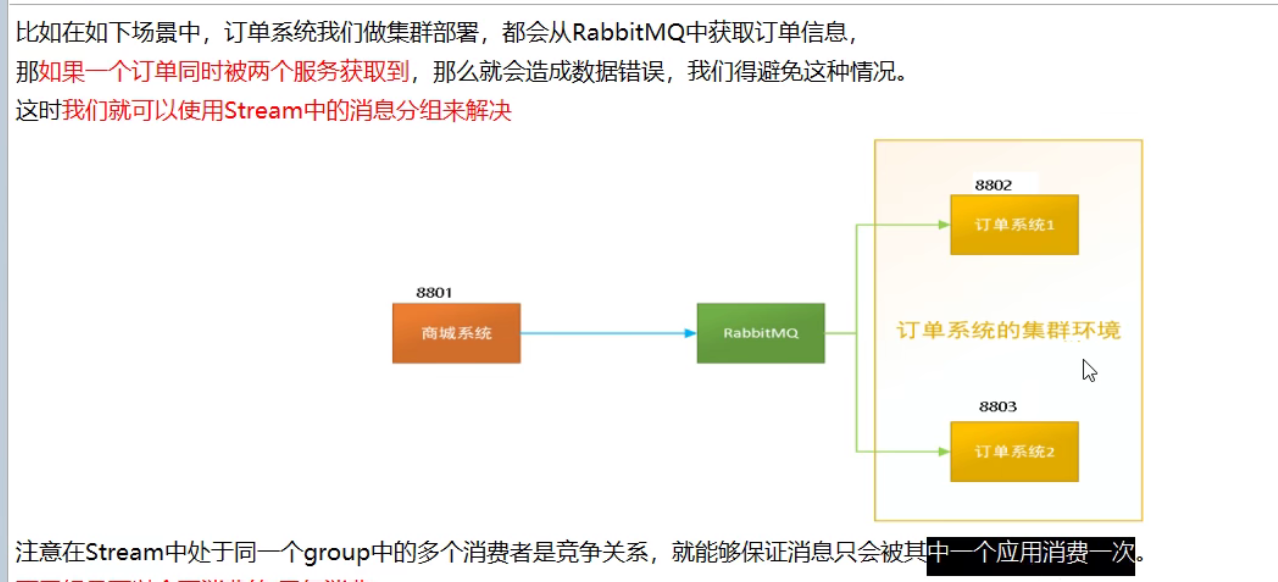 比如在如下场景中，订单系统我们做集群部署，都会从RabbitMQ中获取订单信息，
那如果一个订单同时被两个服务获取到，那么就会造成数据错误，我们得避免这种情况。
这时我们就可以使用Stream中的消息分组来解决
8802
订单系统1
8801
商城系统
RabbitMQ
订单系统的集群环境
8803
订单系统2
注意在Stream中处于同一个group中的多个消费者是竞争关系，就能够保证消息只会被其中一个应用消费一次。